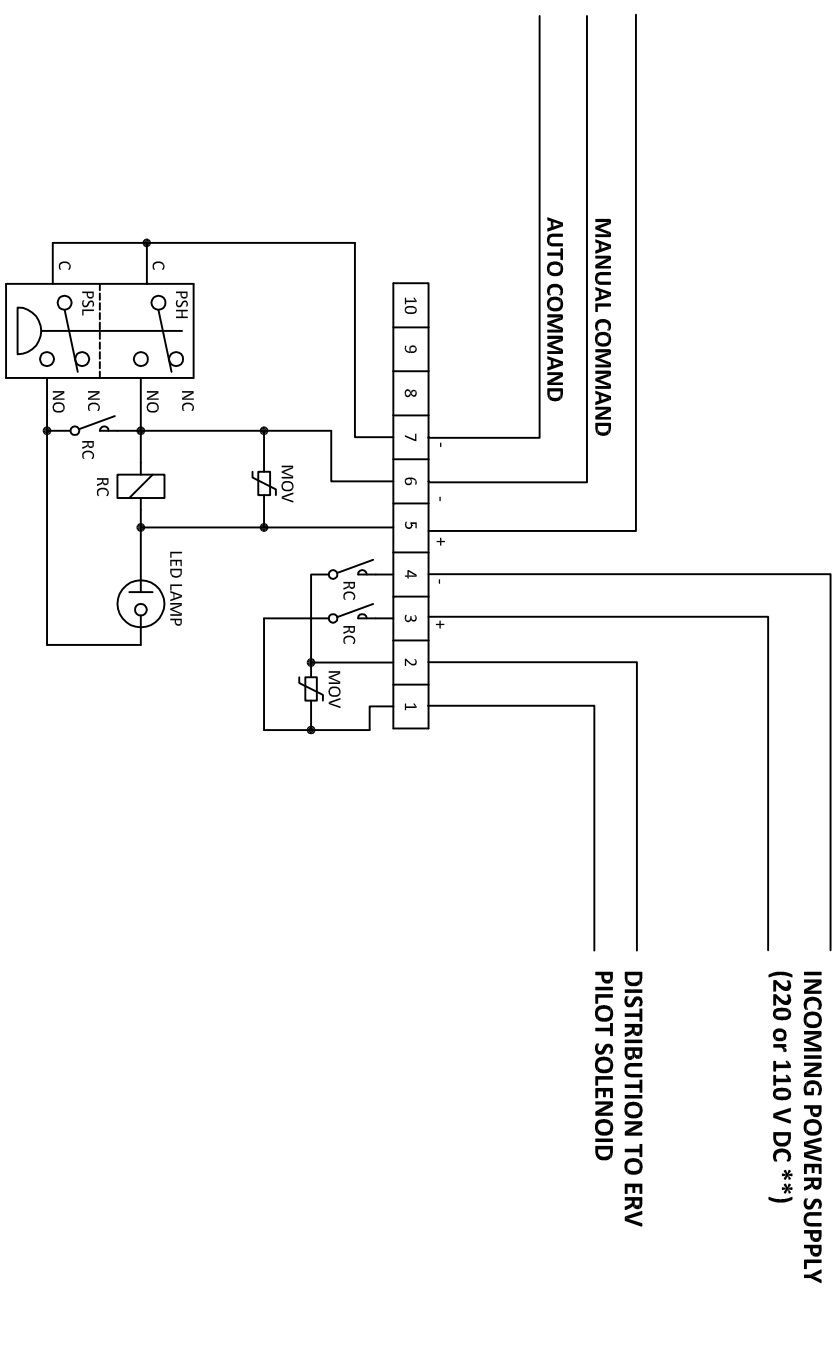 INCOMING POWER SUPPLY
(220 or 110 V DC **)
DISTRIBUTION TO ERV
PILOT SOLENOID
MANUAL COMMAND
AUTO COMMAND
- - + - +
10 9 8 7 6 5 4 3 2 1
RC RC
MOV
MOV
PSH NC
LED LAMP
C NO
RC
PSL NC
RC
C NO